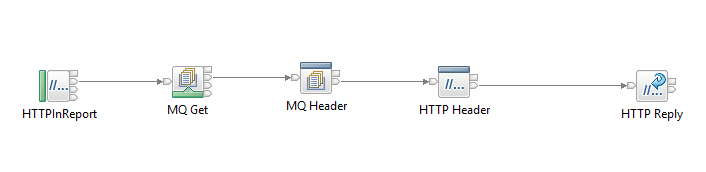 //...
//...
//...
HTTPInReport
MQ Get
MQ Header
HTTP Header
HTTP Reply